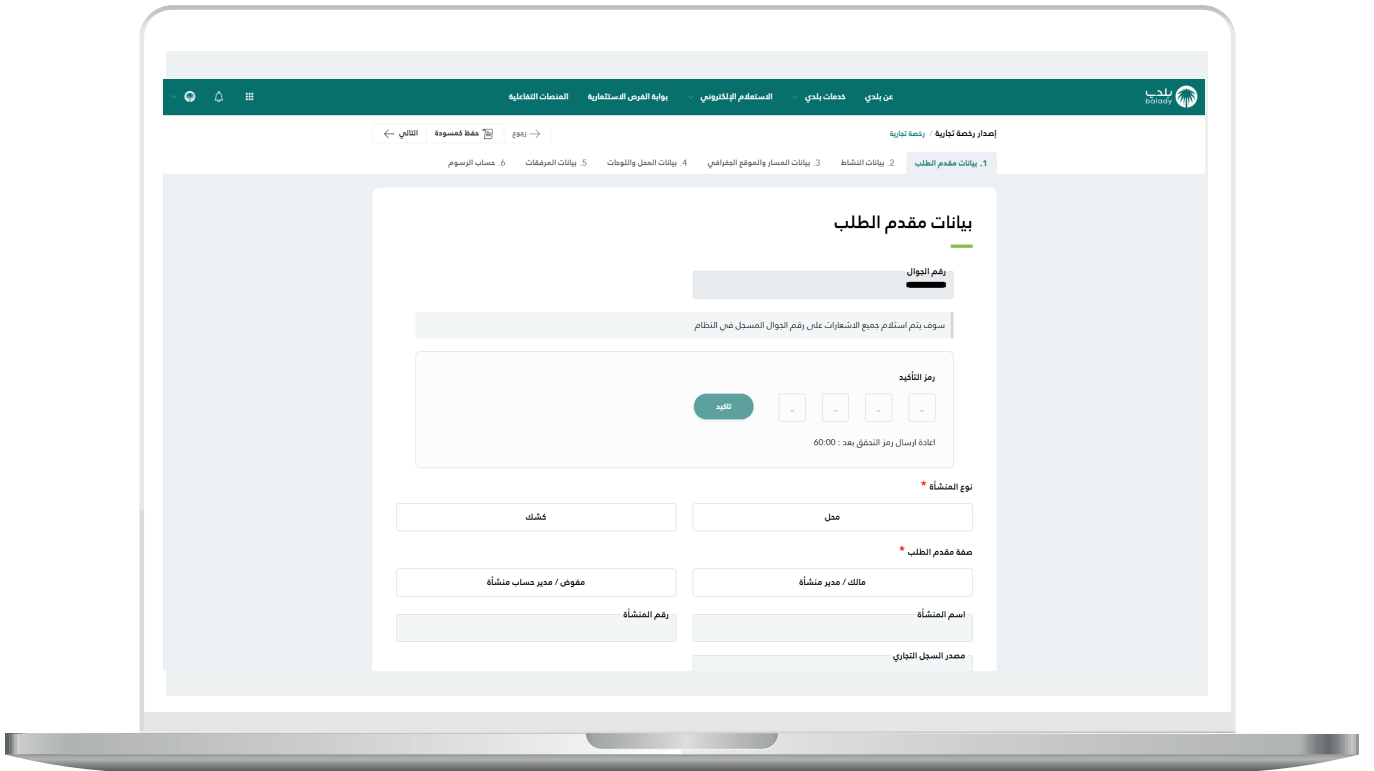 بلدي
balady
عن بلدي
خدمات بلدي
الاستعلام الإلكتروني
بوابة الفرص الاستثمارية
المنصات التفاعلية
إصدار رخصة تجارية / رخصة تجارية
رجوع
حفظ كمسودة
التالي
1. بيانات مقدم الطلب
2. بيانات النشاط
3. بيانات المسار والموقع الجغرافي
4. بيانات المحل واللوحات
5. بيانات المرفقات
6. حساب الرسوم
بيانات مقدم الطلب
رقم الجوال
سوف يتم استلام جميع الاشعارات على رقم الجوال المسجل في النظام
رمز التأكيد
- - - -
تاكيد
اعادة ارسال رمز التحقق بعد : 60:00
نوع المنشأة *
محل
كشك
صفة مقدم الطلب *
مالك / مدير منشأة
مفوض / مدير حساب منشأة
اسم المنشأة
رقم المنشأة
مصدر السجل التجاري